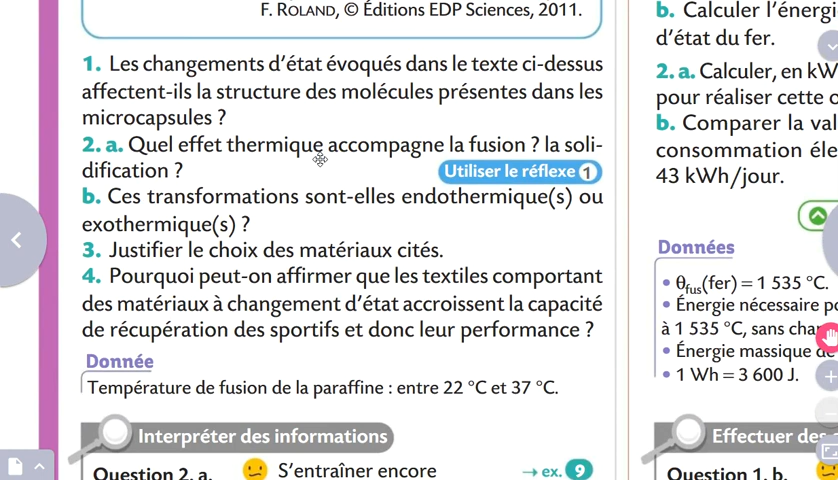 F. ROLAND, © Éditions EDP Sciences, 2011.
1. Les changements d'état évoqués dans le texte ci-dessus
affectent-ils la structure des molécules présentes dans les
microcapsules ?
2. a. Quel effet thermique accompagne la fusion ? la soli-
dification ?
Utiliser le réflexe 1
b. Ces transformations sont-elles endothermique(s) ou
exothermique(s) ?
3. Justifier le choix des matériaux cités.
4. Pourquoi peut-on affirmer que les textiles comportant
des matériaux à changement d'état accroissent la capacité
de récupération des sportifs et donc leur performance ?
Donnée
Température de fusion de la paraffine : entre 22 °C et 37 °C.
Interpréter des informations
Question 2. a.
S'entraîner encore
→ ex. 9
b. Calculer l'énergi
d'état du fer.
2. a. Calculer, en kW
pour réaliser cette
b. Comparer la val
consommation éle
43 kWh/jour.
Données
• θfus(fer) = 1 535 °C.
• Énergie nécessaire po
à 1 535 °C, sans cha
• Énergie massique de
• 1 Wh = 3 600 J.
Effectuer des
Question 1. b.